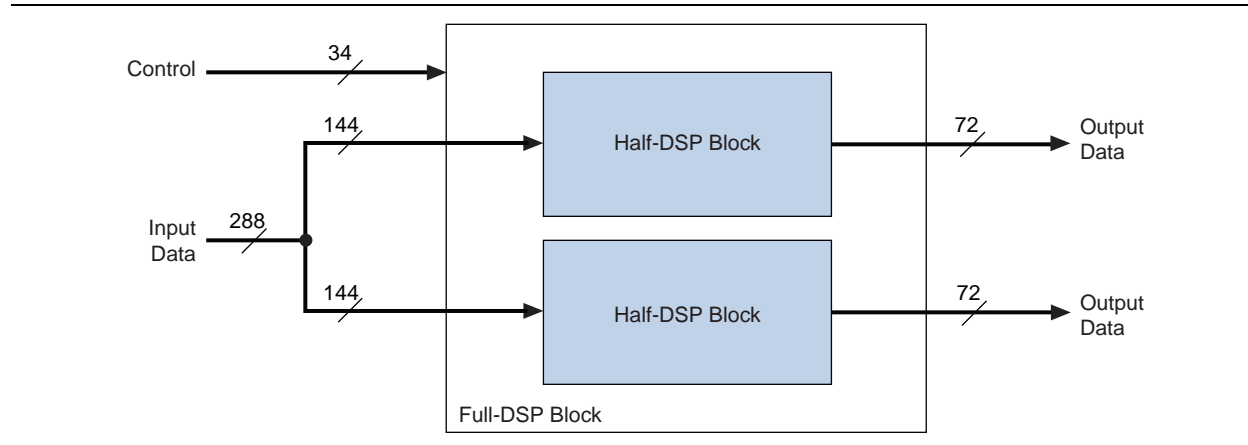 Control
34
144
Half-DSP Block
72
Output
Data
Input
Data
288
144
Half-DSP Block
72
Output
Data
Full-DSP Block